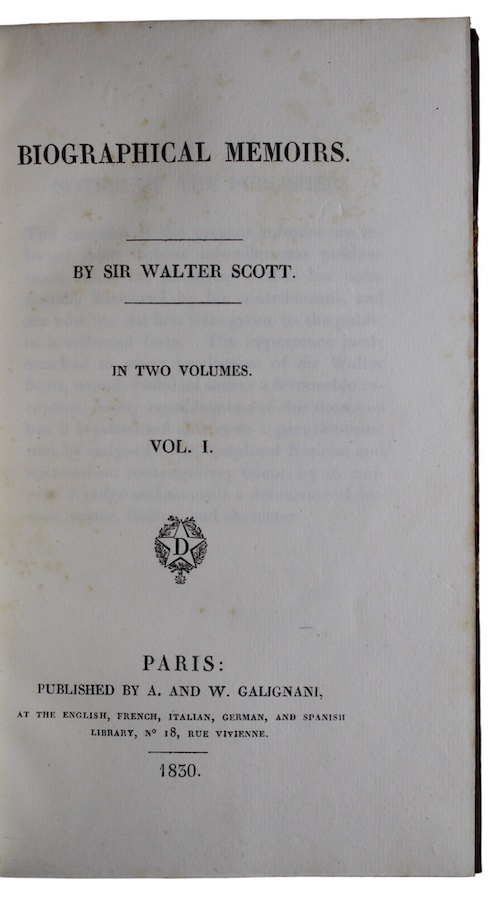 BIOGRAPHICAL MEMOIRS.
BY SIR WALTER SCOTT.
IN TWO VOLUMES.
VOL. I.
D
PARIS:
PUBLISHED BY A. AND W. GALIGNANI,
AT THE ENGLISH, FRENCH, ITALIAN, GERMAN, AND SPANISH
LIBRARY, Nº 18, RUE VIVIENNE.
1830.